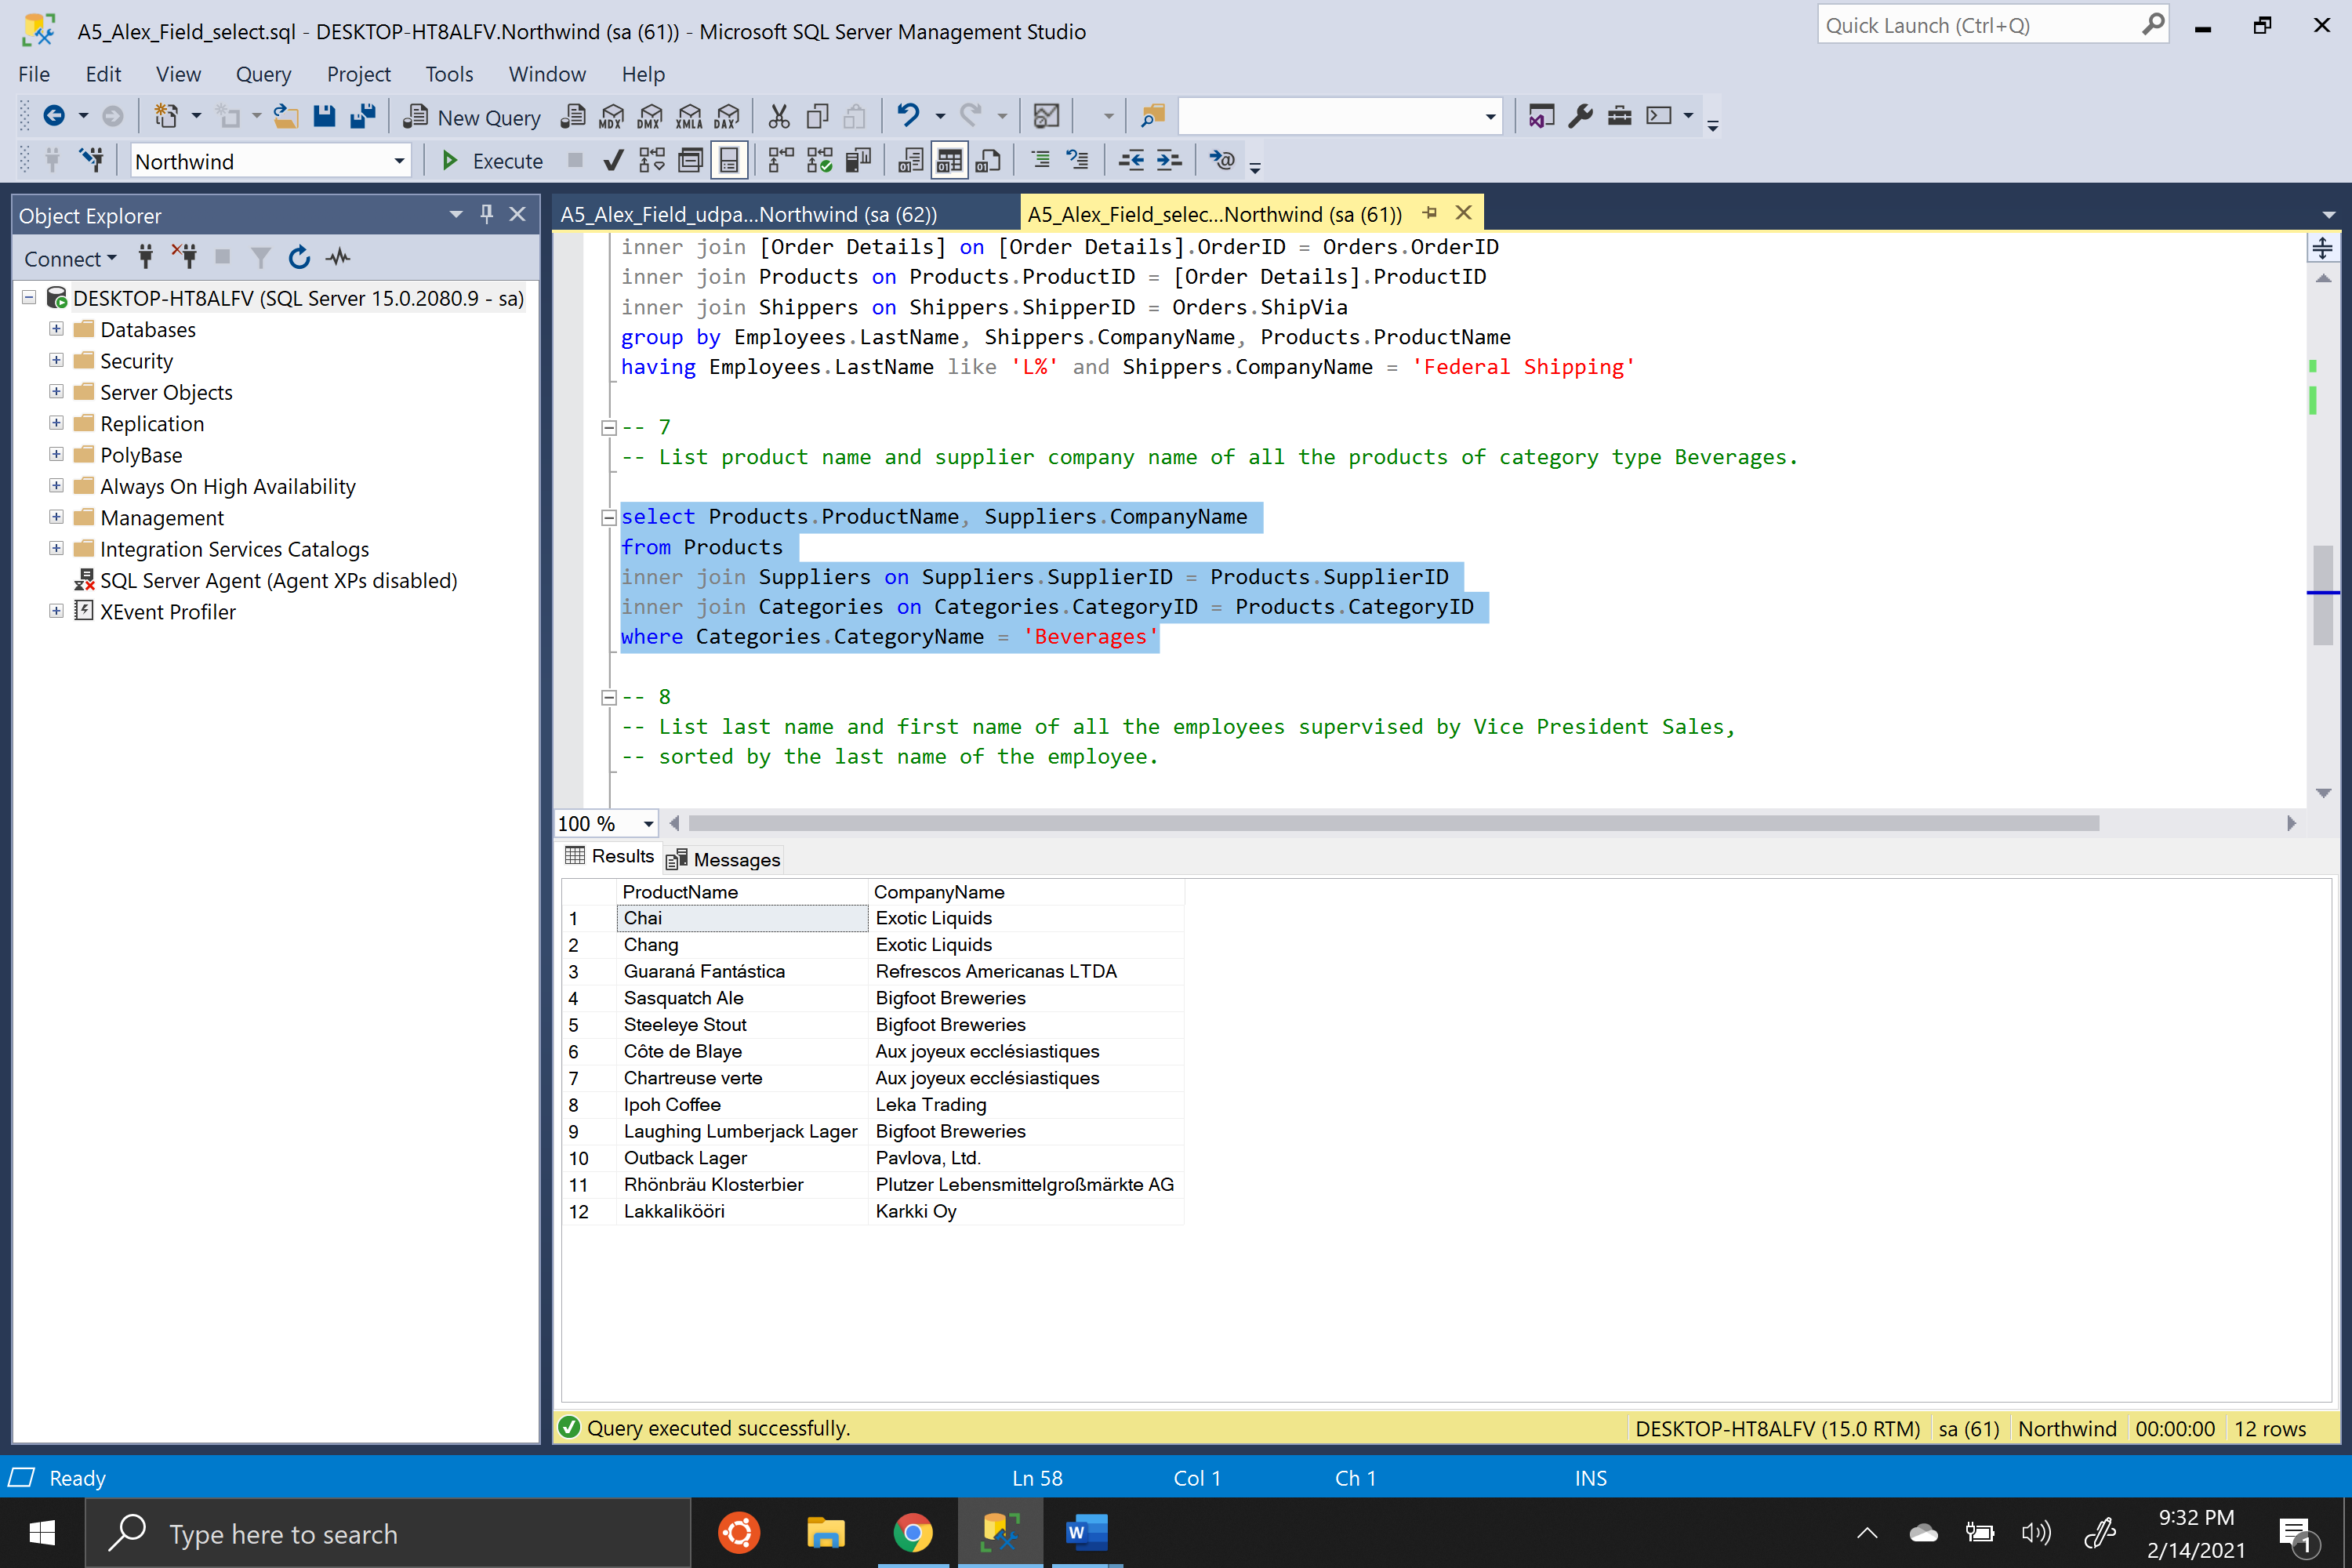 A5_Alex_Field_select.sql - DESKTOP-HT8ALFV.Northwind (sa (61)) - Microsoft SQL Server Management Studio
Quick Launch (Ctrl+Q)
File Edit View Query Project Tools Window Help
New Query MDX DMX XMLA DAX
Northwind Execute
Object Explorer
Connect
DESKTOP-HT8ALFV (SQL Server 15.0.2080.9 - sa)
Databases
Security
Server Objects
Replication
PolyBase
Always On High Availability
Management
Integration Services Catalogs
SQL Server Agent (Agent XPs disabled)
XEvent Profiler
A5_Alex_Field_udpa...Northwind (sa (62)) A5_Alex_Field_selec...Northwind (sa (61))
inner join [Order Details] on [Order Details].OrderID = Orders.OrderID
inner join Products on Products.ProductID = [Order Details].ProductID
inner join Shippers on Shippers.ShipperID = Orders.ShipVia
group by Employees.LastName, Shippers.CompanyName, Products.ProductName
having Employees.LastName like 'L%' and Shippers.CompanyName = 'Federal Shipping'
-- 7
-- List product name and supplier company name of all the products of category type Beverages.
select Products.ProductName, Suppliers.CompanyName
from Products
inner join Suppliers on Suppliers.SupplierID = Products.SupplierID
inner join Categories on Categories.CategoryID = Products.CategoryID
where Categories.CategoryName = 'Beverages'
-- 8
-- List last name and first name of all the employees supervised by Vice President Sales,
-- sorted by the last name of the employee.
100 %
Results Messages
ProductName CompanyName
1 Chai Exotic Liquids
2 Chang Exotic Liquids
3 Guaraná Fantástica Refrescos Americanas LTDA
4 Sasquatch Ale Bigfoot Breweries
5 Steeleye Stout Bigfoot Breweries
6 Côte de Blaye Aux joyeux ecclésiastiques
7 Chartreuse verte Aux joyeux ecclésiastiques
8 Ipoh Coffee Leka Trading
9 Laughing Lumberjack Lager Bigfoot Breweries
10 Outback Lager Pavlova, Ltd.
11 Rhönbräu Klosterbier Plutzer Lebensmittelgroßmärkte AG
12 Lakkalikööri Karkki Oy
Query executed successfully. DESKTOP-HT8ALFV (15.0 RTM) sa (61) Northwind 00:00:00 12 rows
Ready Ln 58 Col 1 Ch 1 INS
Type here to search
9:32 PM
2/14/2021
1